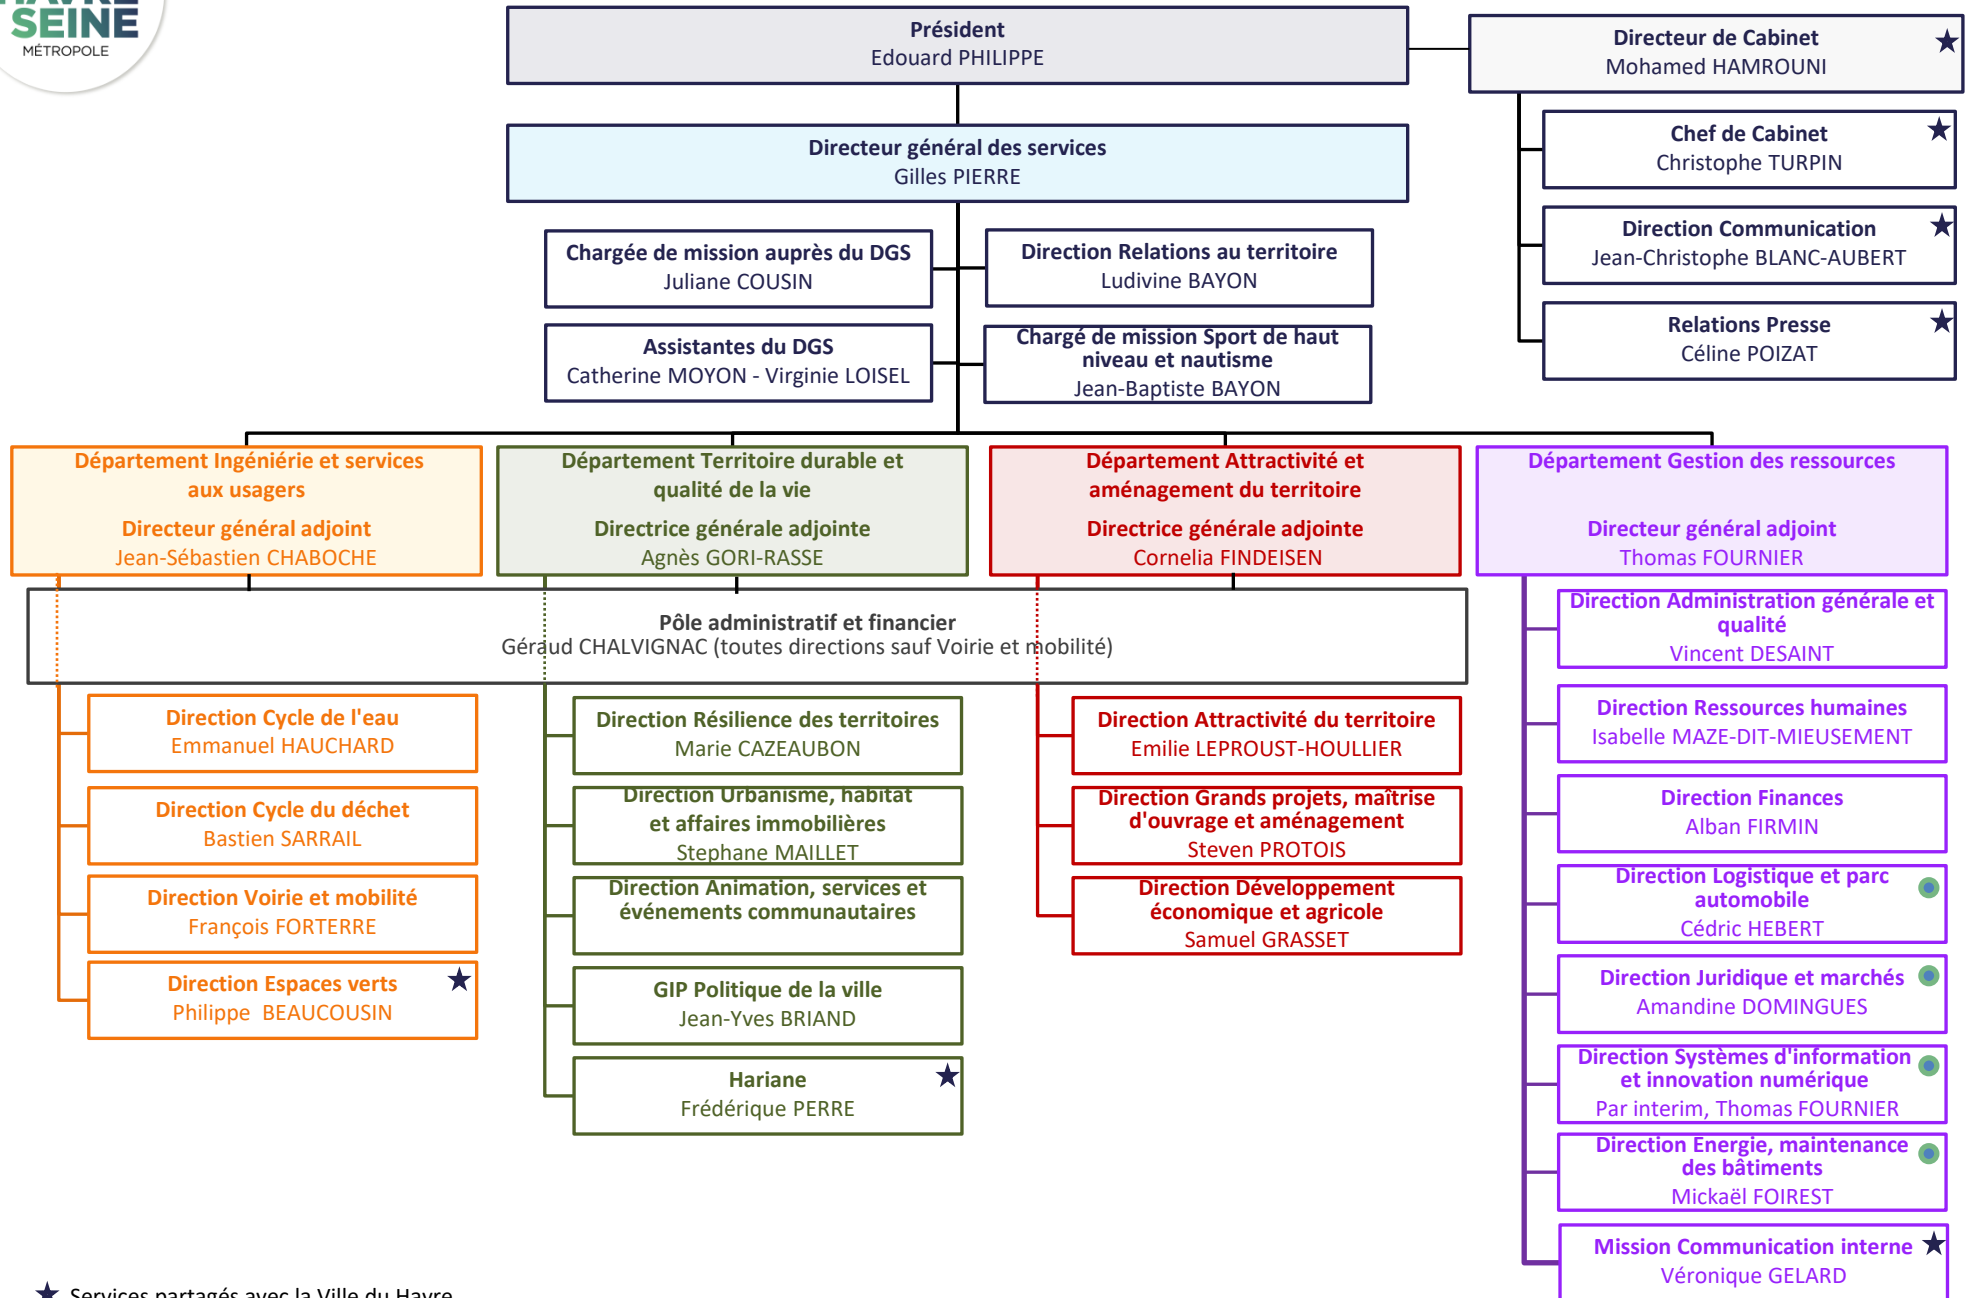 SEINE
MÉTROPOLE
Président
Edouard PHILIPPE
Directeur de Cabinet
Mohamed HAMROUNI
Chef de Cabinet
Christophe TURPIN
Direction Communication
Jean-Christophe BLANC-AUBERT
Relations Presse
Céline POIZAT
Directeur général des services
Gilles PIERRE
Chargée de mission auprès du DGS
Juliane COUSIN
Direction Relations au territoire
Ludivine BAYON
Assistantes du DGS
Catherine MOYON - Virginie LOISEL
Chargé de mission Sport de haut
niveau et nautisme
Jean-Baptiste BAYON
Département Ingéniérie et services
aux usagers
Directeur général adjoint
Jean-Sébastien CHABOCHE
Département Territoire durable et
qualité de la vie
Directrice générale adjointe
Agnès GORI-RASSE
Département Attractivité et
aménagement du territoire
Directrice générale adjointe
Cornelia FINDEISEN
Département Gestion des ressources
Directeur général adjoint
Thomas FOURNIER
Pôle administratif et financier
Géraud CHALVIGNAC (toutes directions sauf Voirie et mobilité)
Direction Cycle de l'eau
Emmanuel HAUCHARD
Direction Cycle du déchet
Bastien SARRAIL
Direction Voirie et mobilité
François FORTERRE
Direction Espaces verts
Philippe BEAUCOUSIN
Direction Résilience des territoires
Marie CAZEAUBON
Direction Urbanisme, habitat
et affaires immobilières
Stephane MAILLET
Direction Animation, services et
événements communautaires
GIP Politique de la ville
Jean-Yves BRIAND
Hariane
Frédérique PERRE
Direction Attractivité du territoire
Emilie LEPROUST-HOULLIER
Direction Grands projets, maîtrise
d'ouvrage et aménagement
Steven PROTOIS
Direction Développement
économique et agricole
Samuel GRASSET
Direction Administration générale et
qualité
Vincent DESAINT
Direction Ressources humaines
Isabelle MAZE-DIT-MIEUSEMENT
Direction Finances
Alban FIRMIN
Direction Logistique et parc
automobile
Cédric HEBERT
Direction Juridique et marchés
Amandine DOMINGUES
Direction Systèmes d'information
et innovation numérique
Par interim, Thomas FOURNIER
Direction Energie, maintenance
des bâtiments
Mickaël FOIREST
Mission Communication interne
Véronique GELARD
Services partagés avec la Ville du Havre